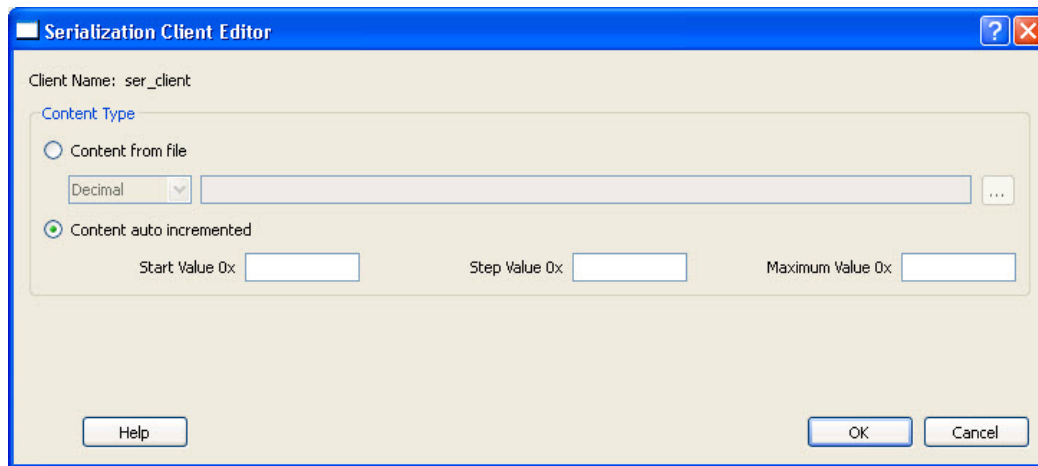 Serialization Client Editor
Client Name: ser_client
Content Type
Content from file
Decimal
...
Content auto incremented
Start Value 0x Step Value 0x Maximum Value 0x
Help OK Cancel